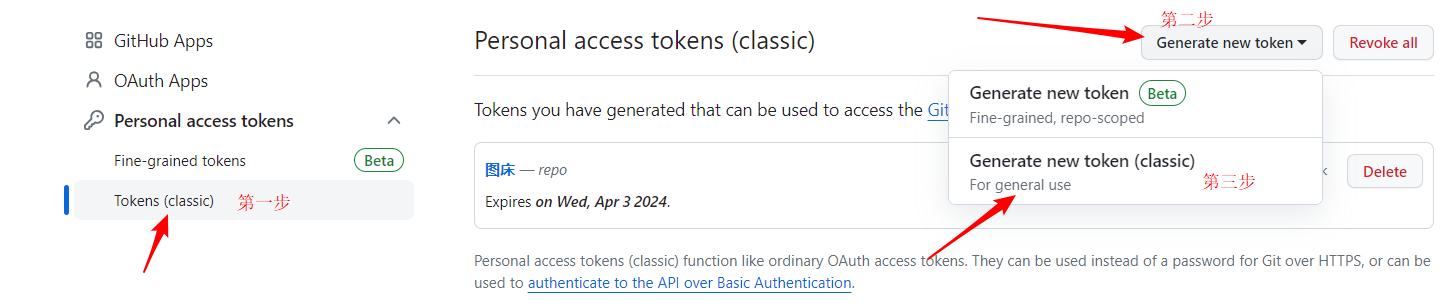 GitHub Apps
OAuth Apps
Personal access tokens
Fine-grained tokens Beta
Tokens (classic) 第一步
Personal access tokens (classic)
第二步
Generate new token
Revoke all
Generate new token Beta
Fine-grained, repo-scoped
Generate new token (classic)
For general use
第三步
Tokens you have generated that can be used to access the Git
图床 — repo
k
Delete
Expires on Wed, Apr 3 2024.
Personal access tokens (classic) function like ordinary OAuth access tokens. They can be used instead of a password for Git over HTTPS, or can be
used to authenticate to the API over Basic Authentication.